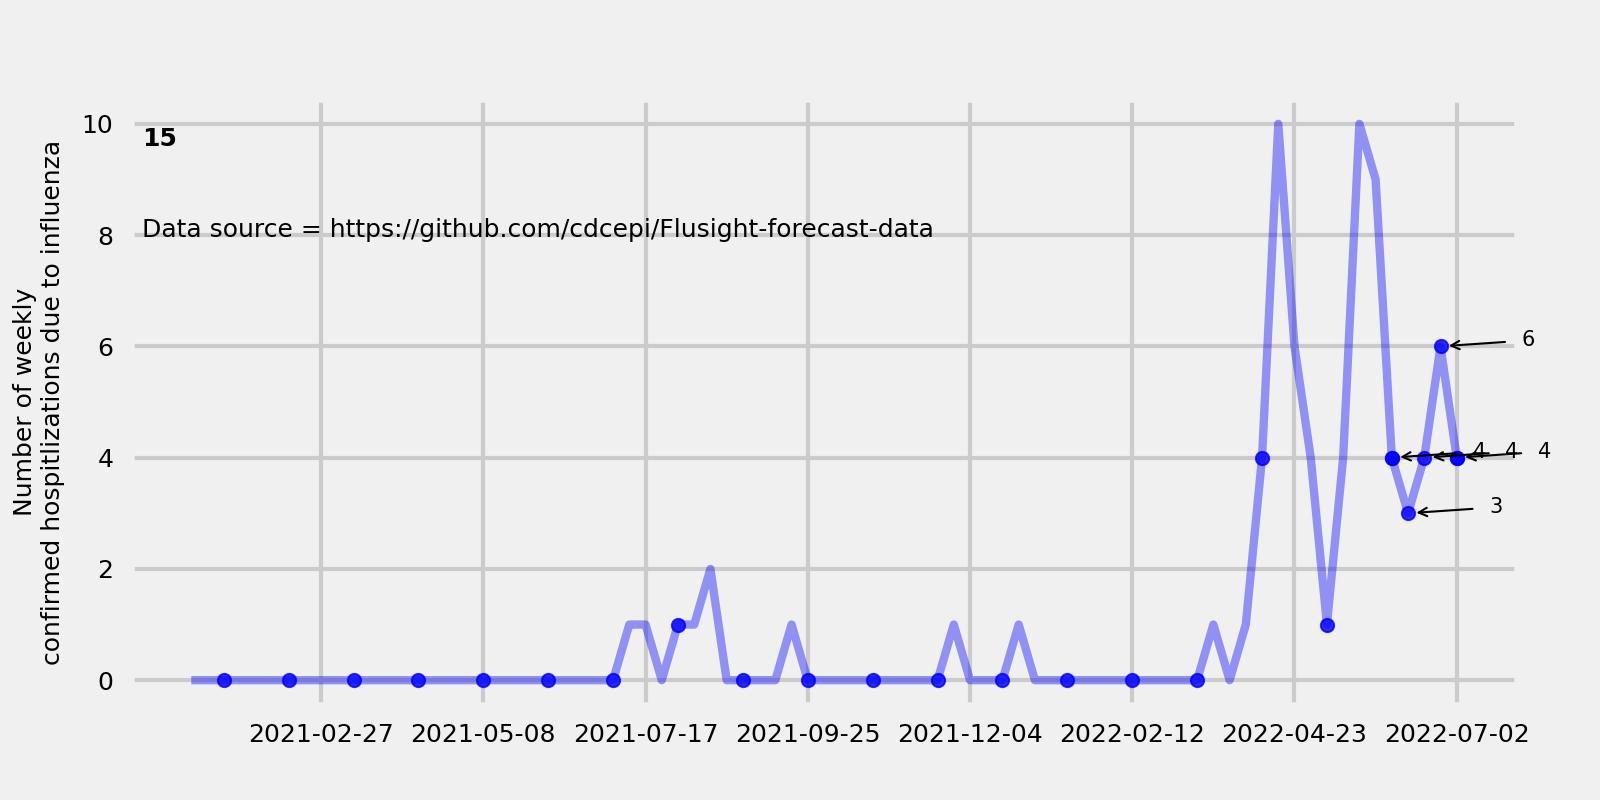 10
15
Data source = https://github.com/cdcepi/Flusight-forecast-data
8
6
6
4
4 4 4
3
2
0
Number of weekly
confirmed hospitlizations due to influenza
2021-02-27 2021-05-08 2021-07-17 2021-09-25 2021-12-04 2022-02-12 2022-04-23 2022-07-02